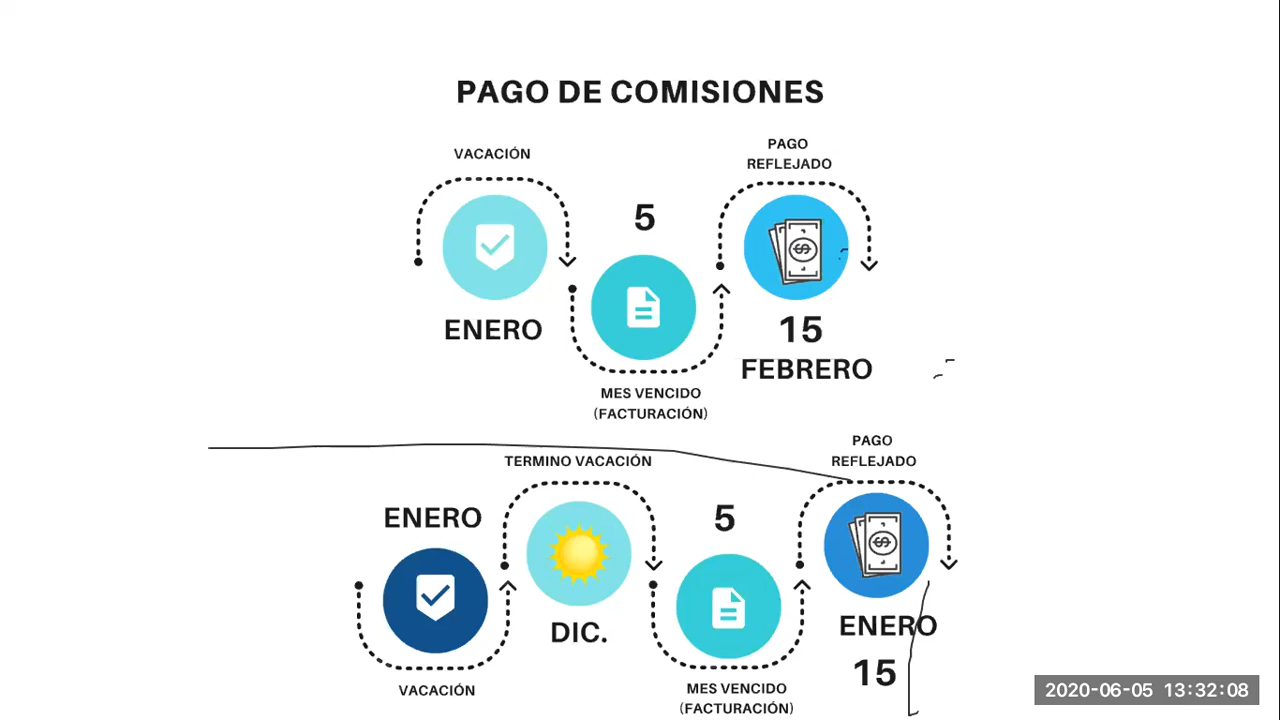 PAGO DE COMISIONES
VACACIÓN
ENERO
5
MES VENCIDO
(FACTURACIÓN)
PAGO
REFLEJADO
15
FEBRERO
ENERO
VACACIÓN
TERMINO VACACIÓN
DIC.
5
MES VENCIDO
(FACTURACIÓN)
PAGO
REFLEJADO
ENERO
15
2020-06-05 13:32:08